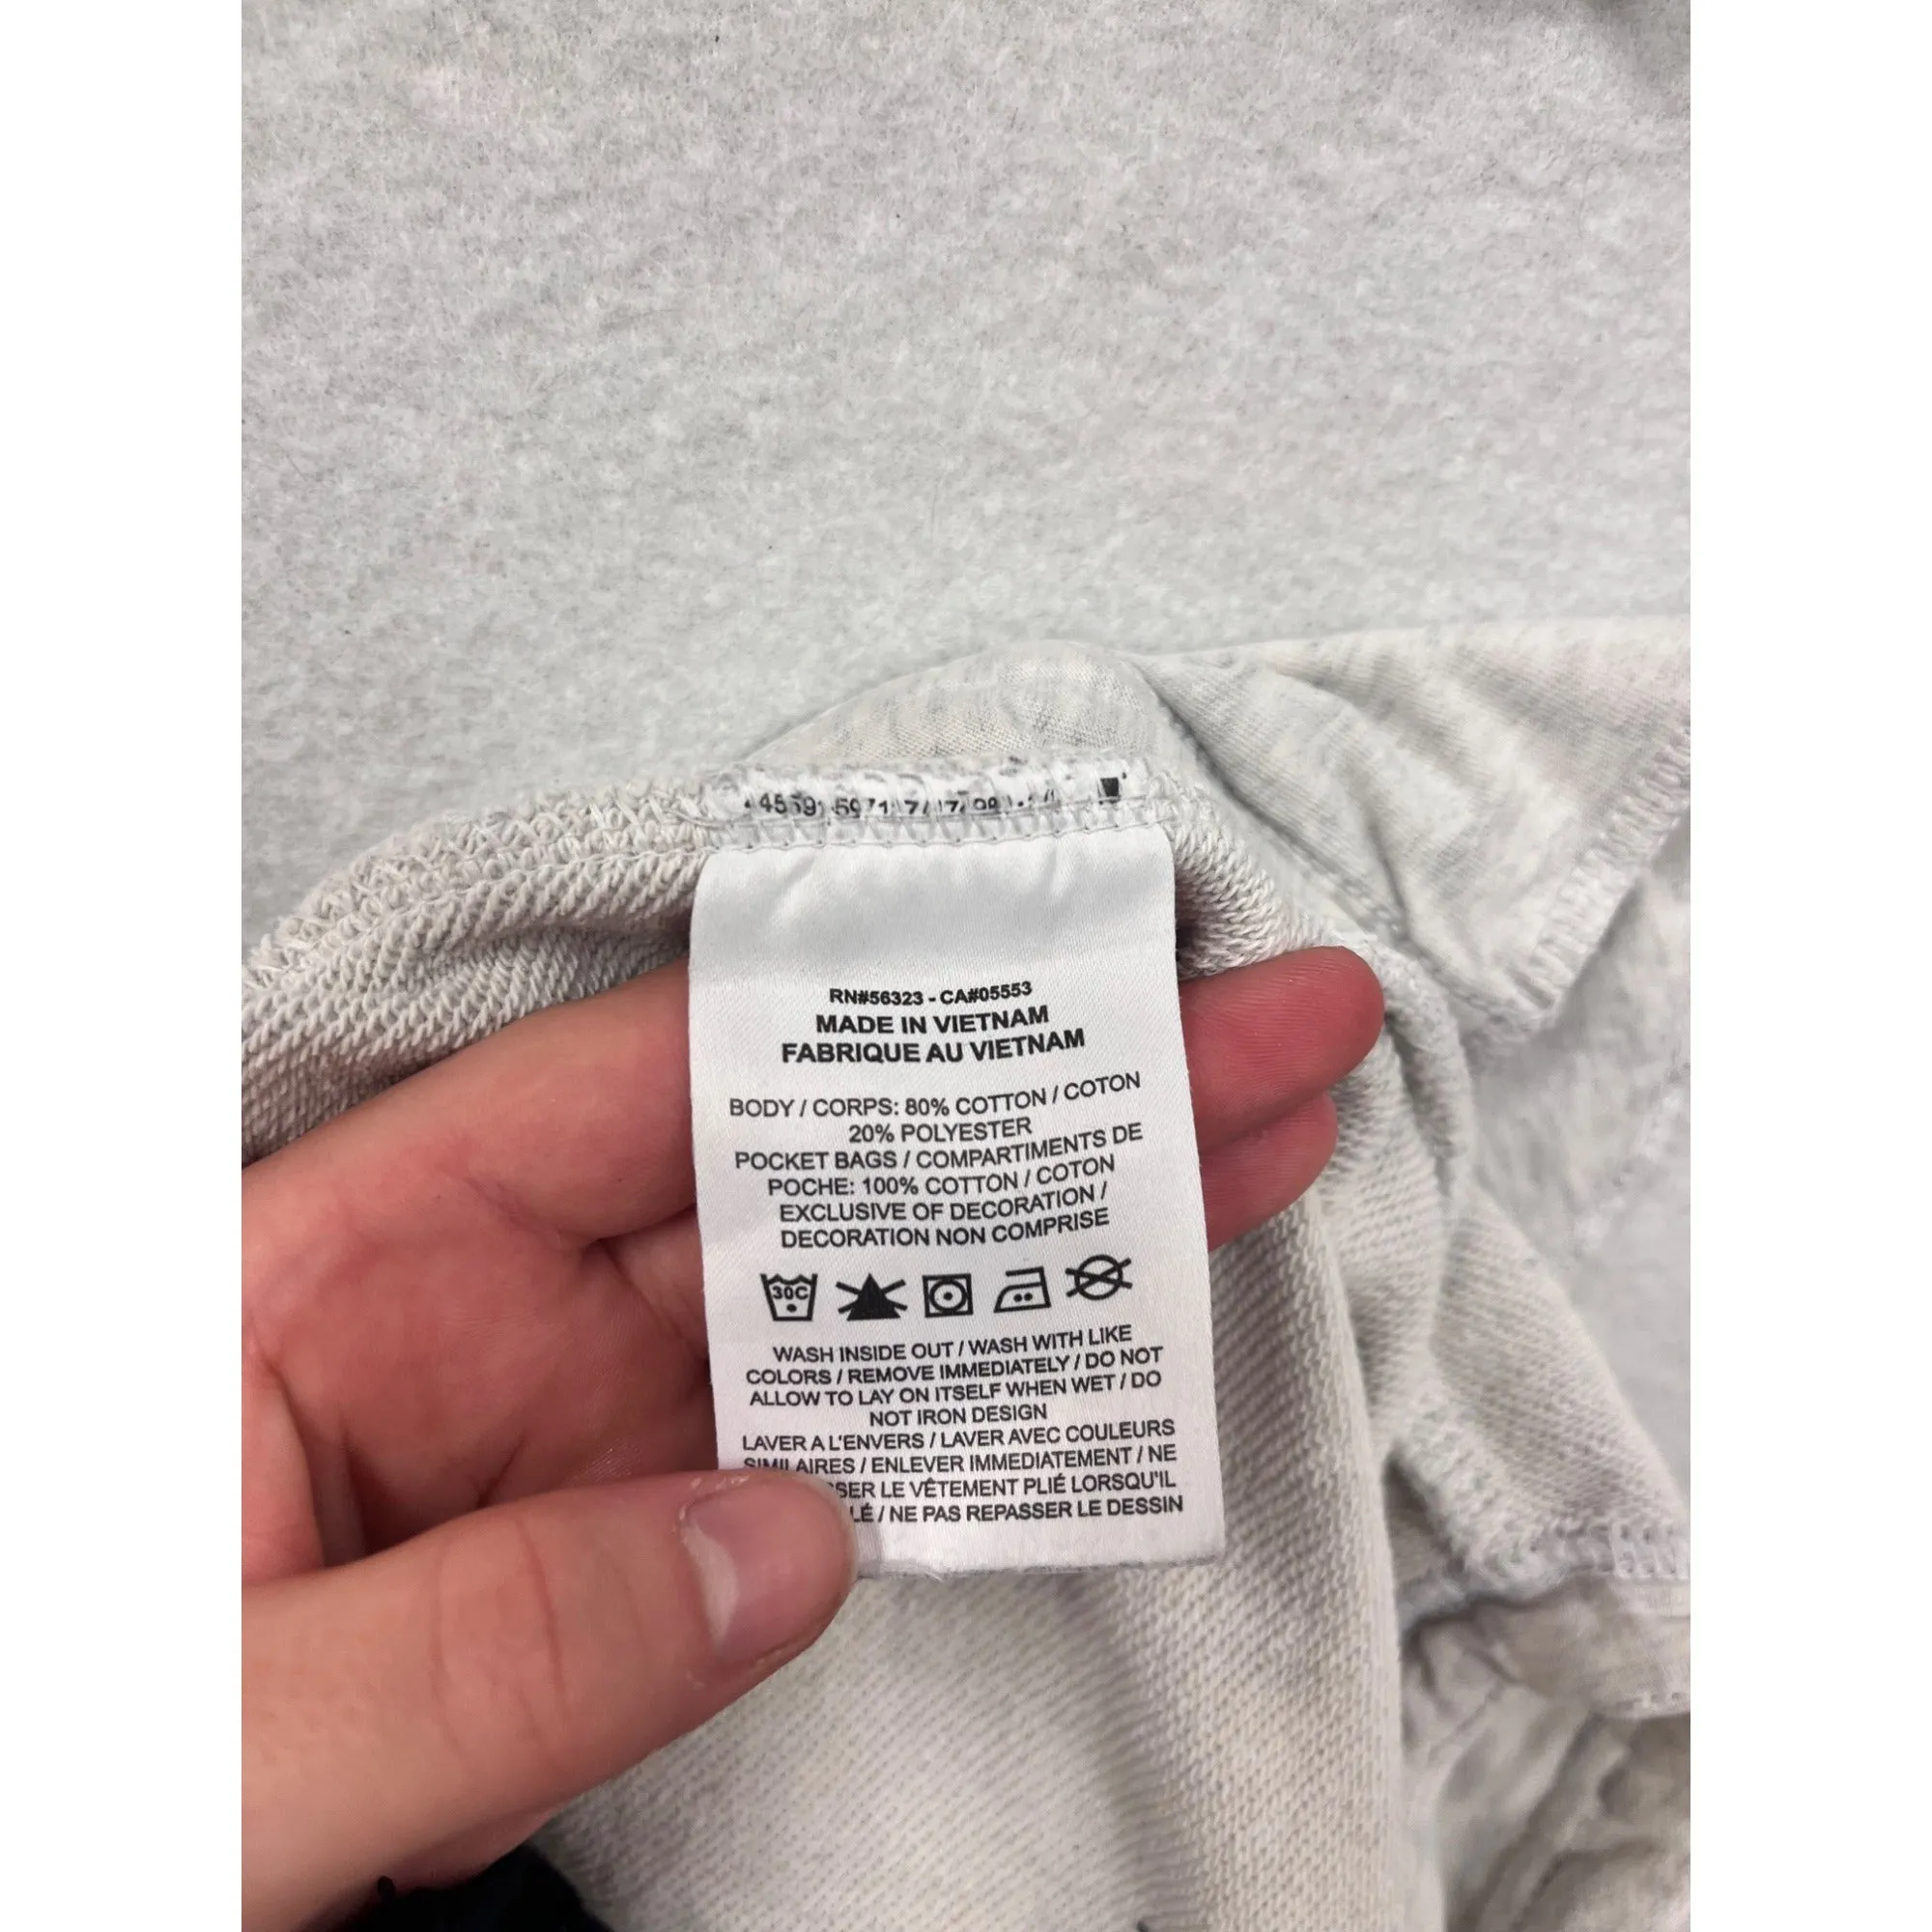 RN#56323 - CA#05553
MADE IN VIETNAM
FABRIQUE AU VIETNAM
BODY / CORPS: 80% COTTON / COTON
20% POLYESTER
POCKET BAGS / COMPARTIMENTS DE
POCHE: 100% COTTON / COTON
EXCLUSIVE OF DECORATION /
DECORATION NON COMPRISE
30C
WASH INSIDE OUT / WASH WITH LIKE
COLORS / REMOVE IMMEDIATELY / DO NOT
ALLOW TO LAY ON ITSELF WHEN WET / DO
NOT IRON DESIGN
LAVER A L'ENVERS / LAVER AVEC COULEURS
SIMILAIRES / ENLEVER IMMEDIATEMENT / NE
LE VÊTEMENT PLIÉ LORSQU'IL
/ NE PAS REPASSER LE DESSIN